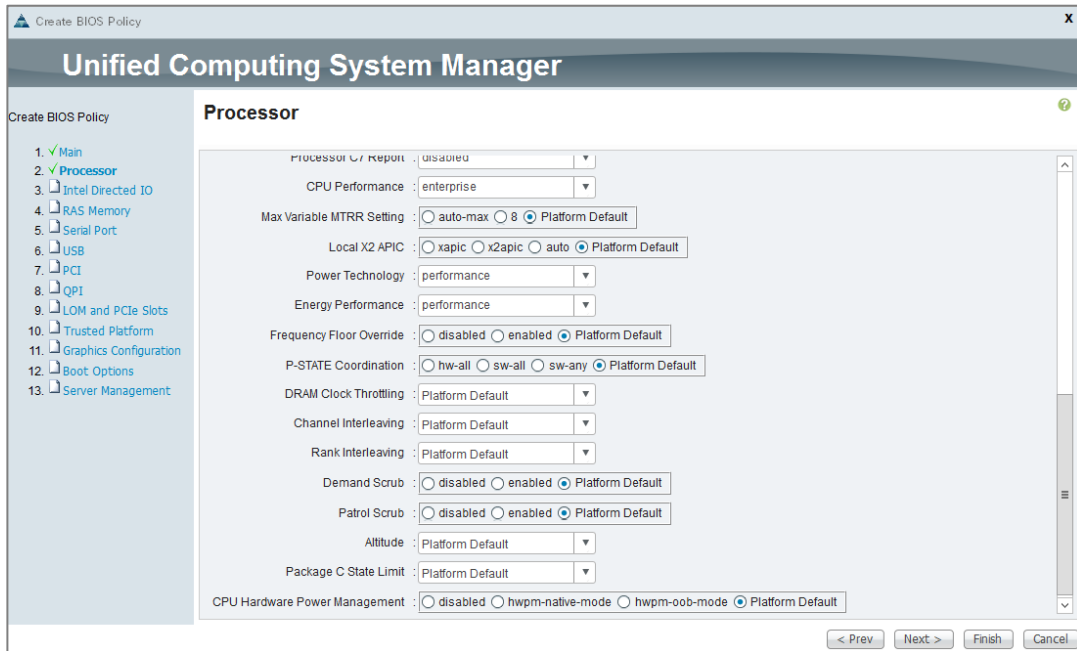 Create BIOS Policy X
Unified Computing System Manager
Create BIOS Policy
1. Main
2. Processor
3. Intel Directed IO
4. RAS Memory
5. Serial Port
6. USB
7. PCI
8. QPI
9. LOM and PCIe Slots
10. Trusted Platform
11. Graphics Configuration
12. Boot Options
13. Server Management
Processor
Processor C7 Report : disabled
CPU Performance : enterprise
Max Variable MTRR Setting : auto-max 8 Platform Default
Local X2 APIC : xapic x2apic auto Platform Default
Power Technology : performance
Energy Performance : performance
Frequency Floor Override : disabled enabled Platform Default
P-STATE Coordination : hw-all sw-all sw-any Platform Default
DRAM Clock Throttling : Platform Default
Channel Interleaving : Platform Default
Rank Interleaving : Platform Default
Demand Scrub : disabled enabled Platform Default
Patrol Scrub : disabled enabled Platform Default
Altitude : Platform Default
Package C State Limit : Platform Default
CPU Hardware Power Management : disabled hwpm-native-mode hwpm-oob-mode Platform Default
< Prev Next > Finish Cancel